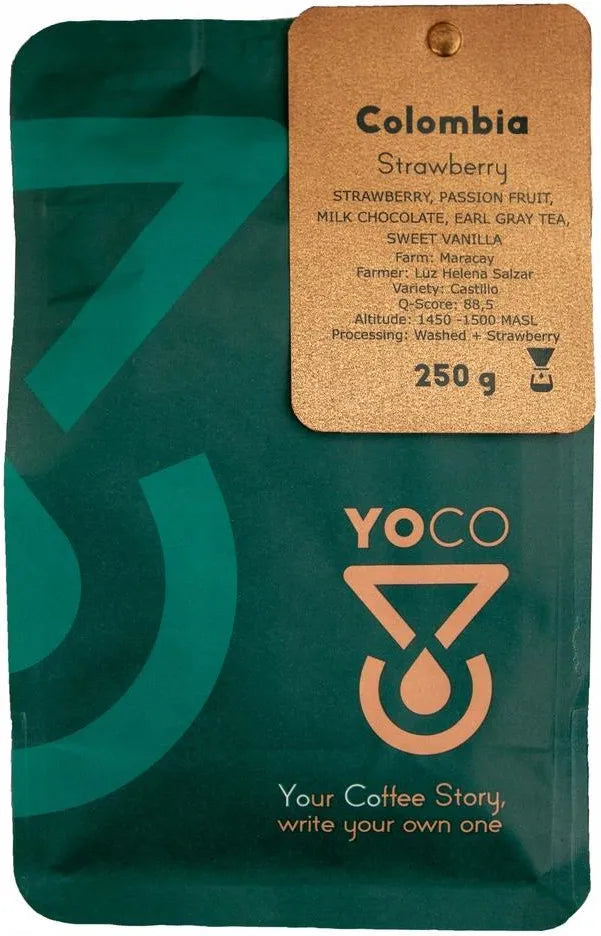 Colombia
Strawberry
STRAWBERRY, PASSION FRUIT,
MILK CHOCOLATE, EARL GRAY TEA,
SWEET VANILLA
Farm: Maracay
Farmer: Luz Helena Salzar
Variety: Castillo
Q-Score: 88,5
Altitude: 1450 -1500 MASL
Processing: Washed + Strawberry
250 g
YOCO
Your Coffee Story,
write your own one